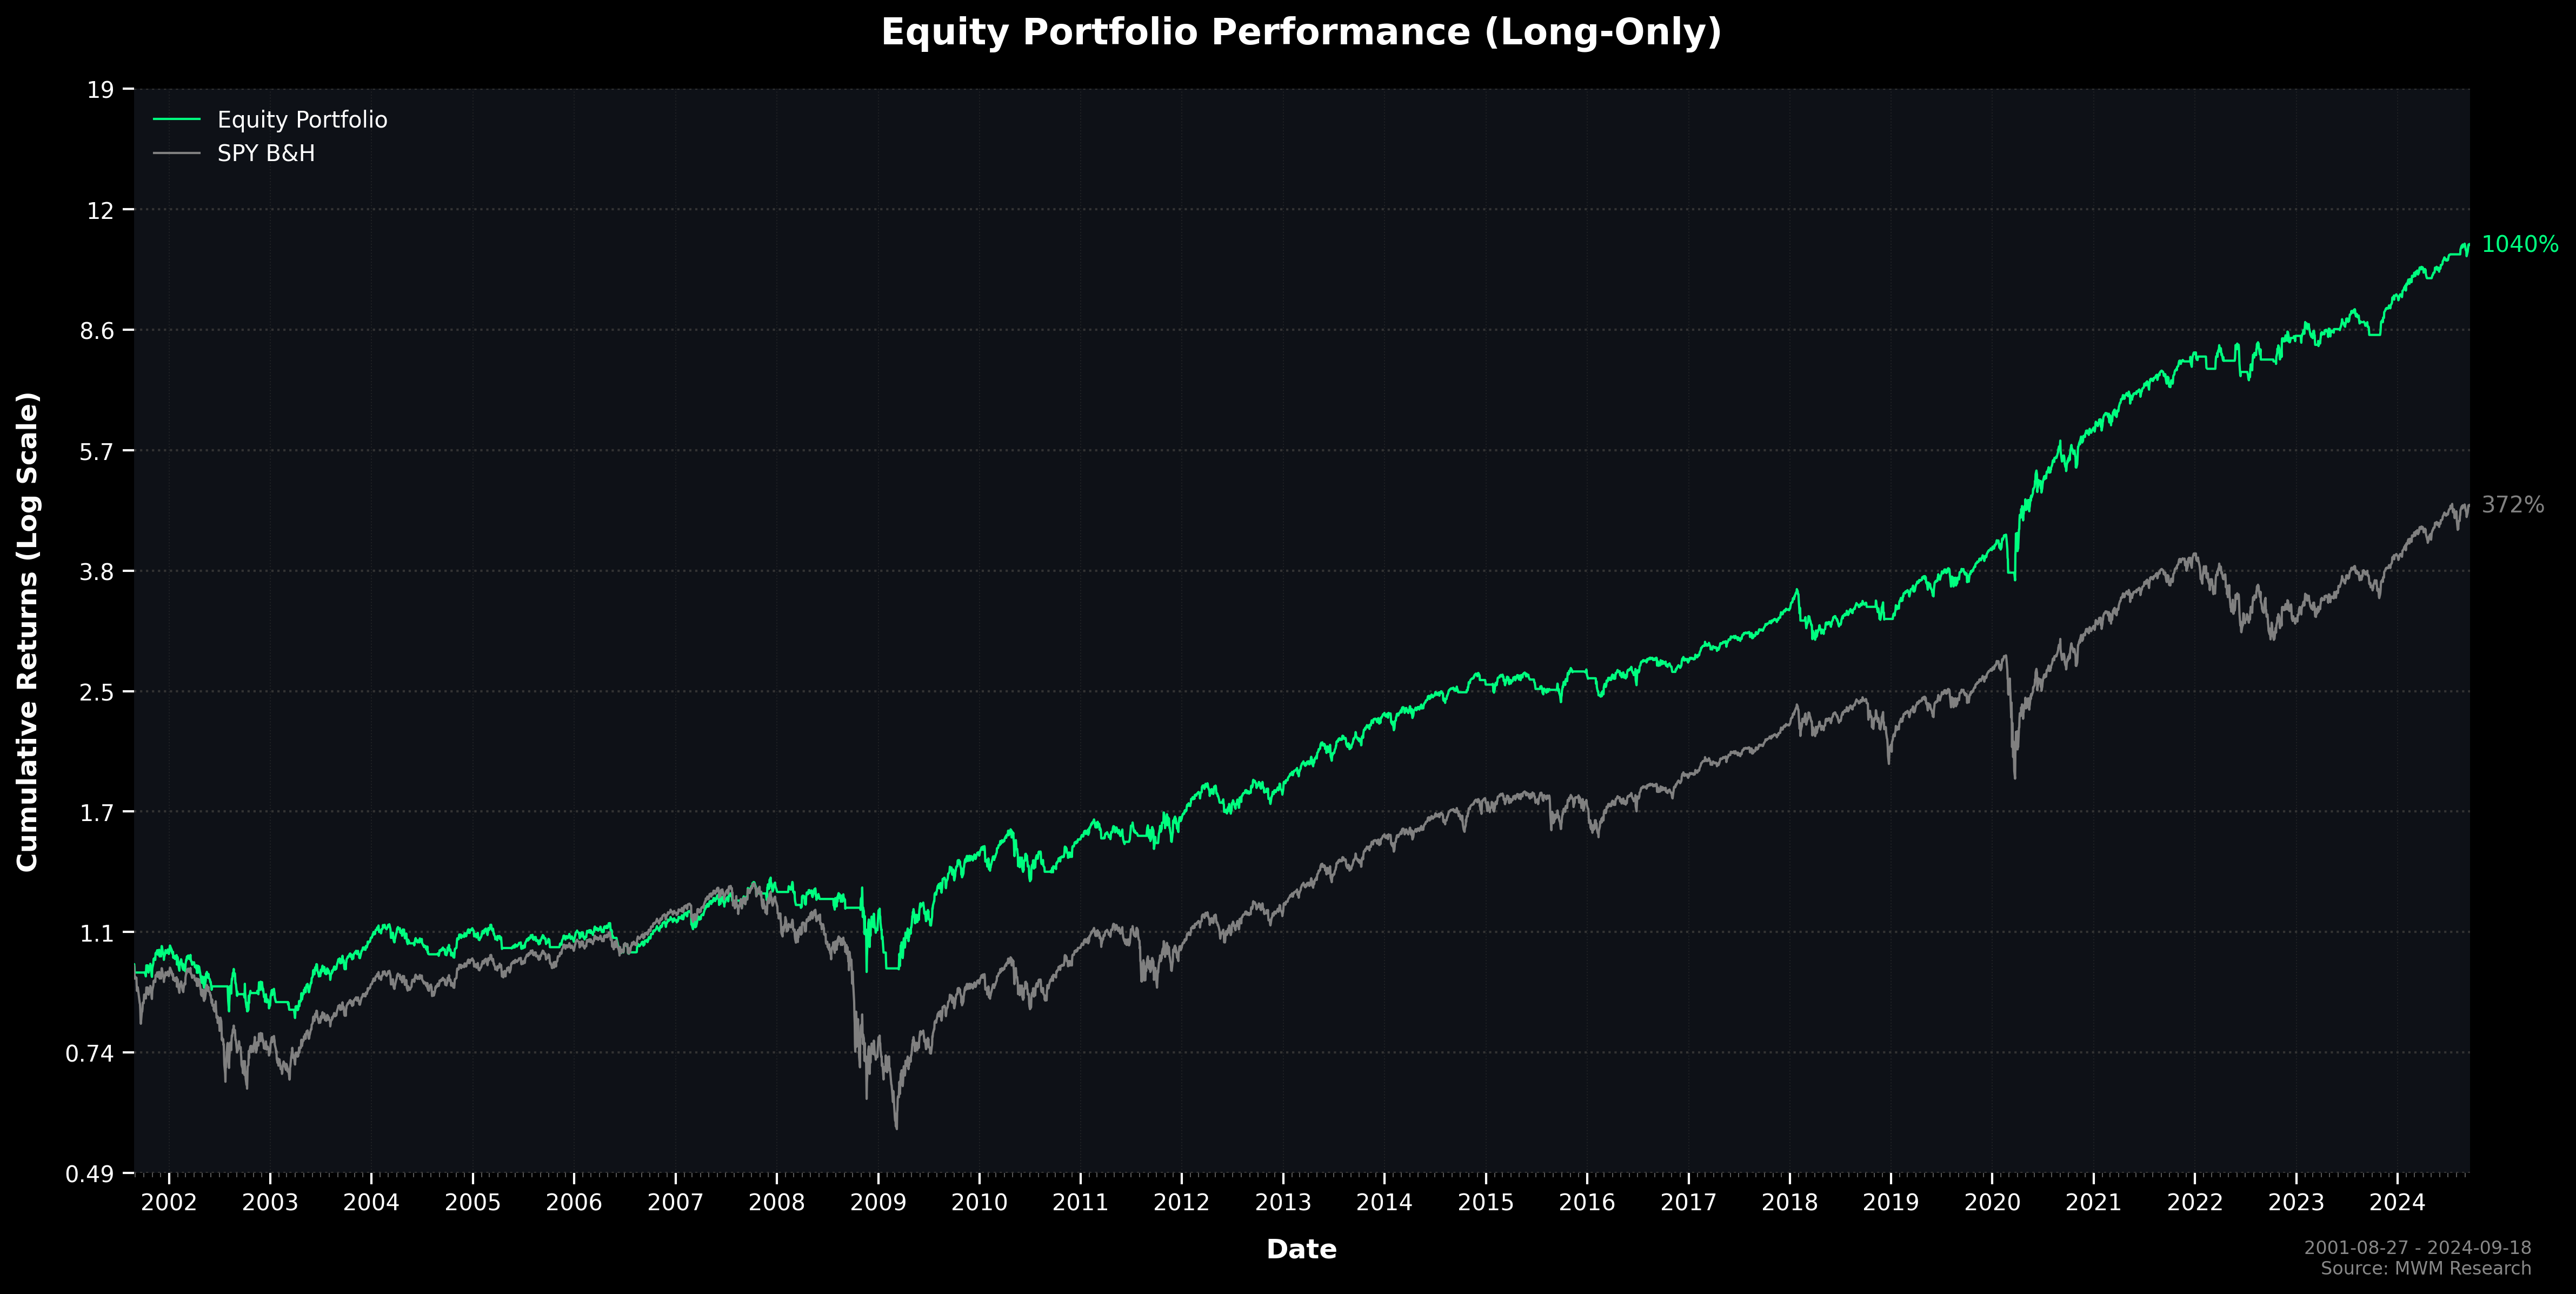 Equity Portfolio Performance (Long-Only)
Equity Portfolio
SPY B&H
Cumulative Returns (Log Scale)
19
12
8.6
5.7
3.8
2.5
1.7
1.1
0.74
0.49
1040%
372%
2002 2003 2004 2005 2006 2007 2008 2009 2010 2011 2012 2013 2014 2015 2016 2017 2018 2019 2020 2021 2022 2023 2024
Date
2001-08-27 - 2024-09-18
Source: MWM Research